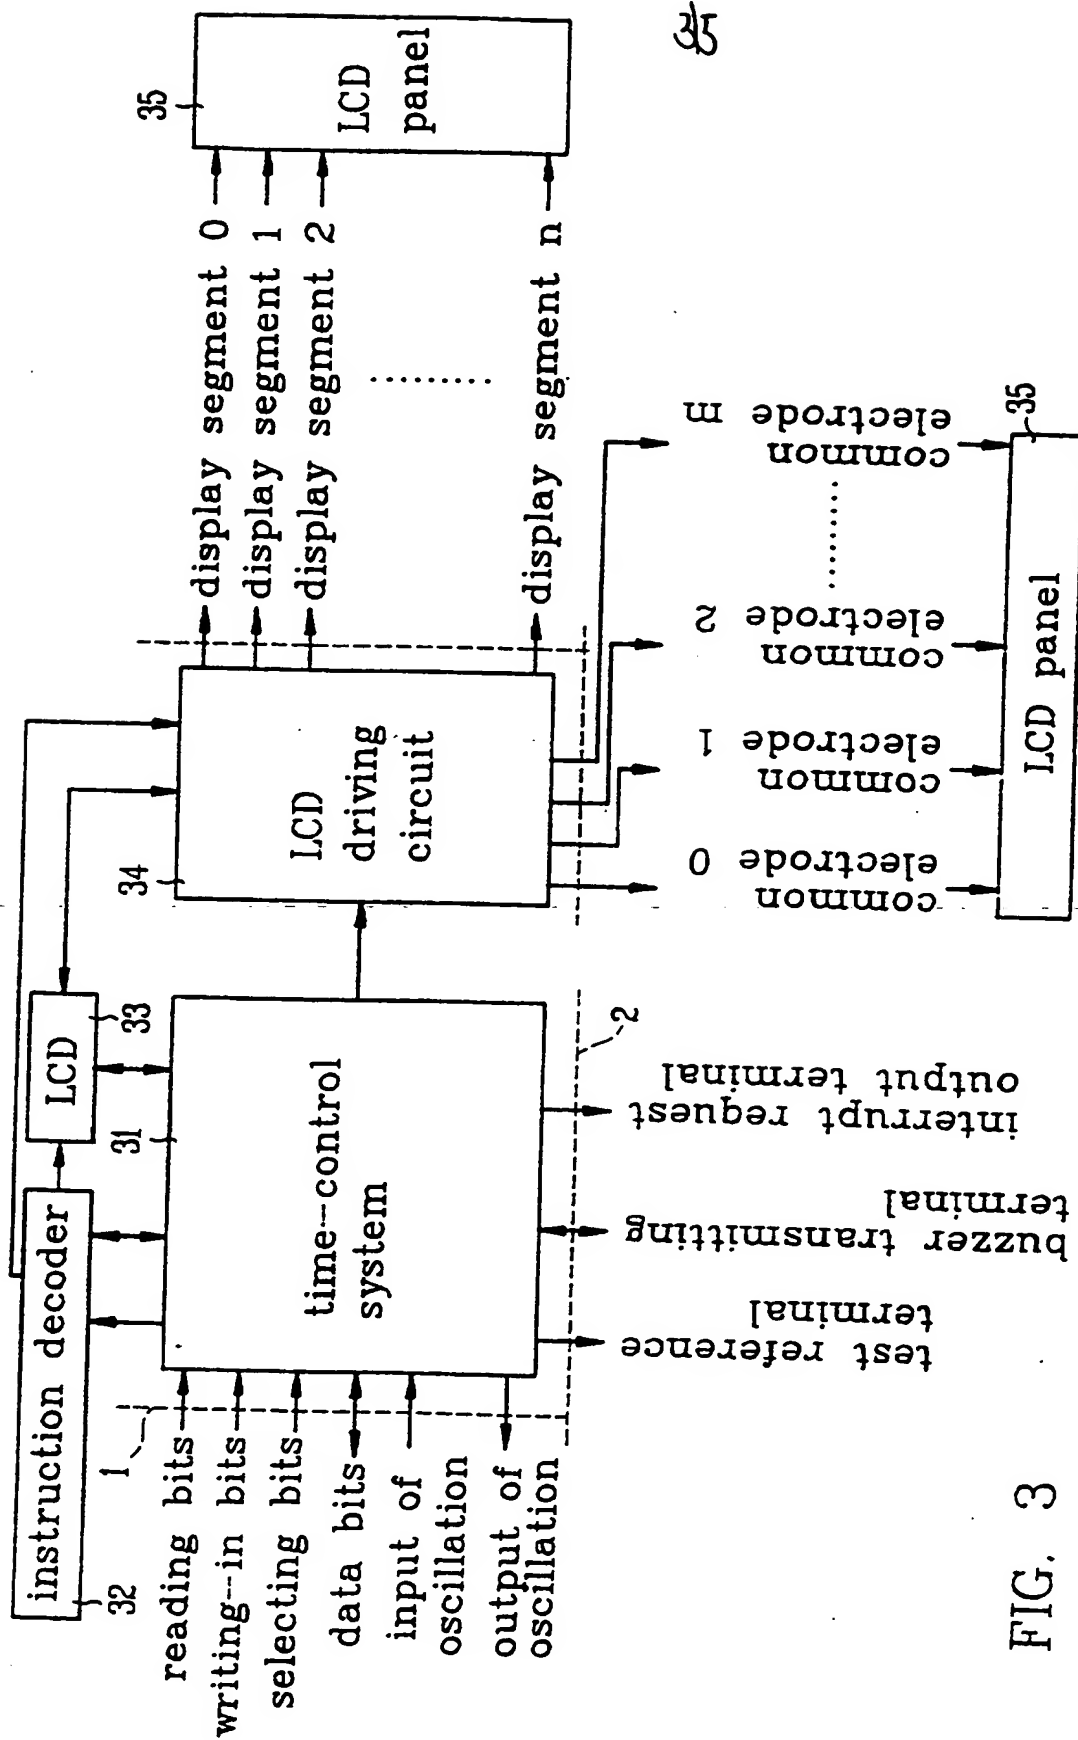 3/5
instruction decoder
32
LCD
33
35
LCD
panel
reading bits
writing--in bits
selecting bits
data bits
input of
oscillation
output of
oscillation
1
time--control
system
31
34
LCD
driving
circuit
display segment 0
display segment 1
display segment 2
..........
display segment n
2
test reference
terminal
buzzer transmitting
terminal
interrupt request
output terminal
common
electrode 0
common
electrode 1
common
electrode 2
........
common
electrode m
LCD panel
35
FIG. 3